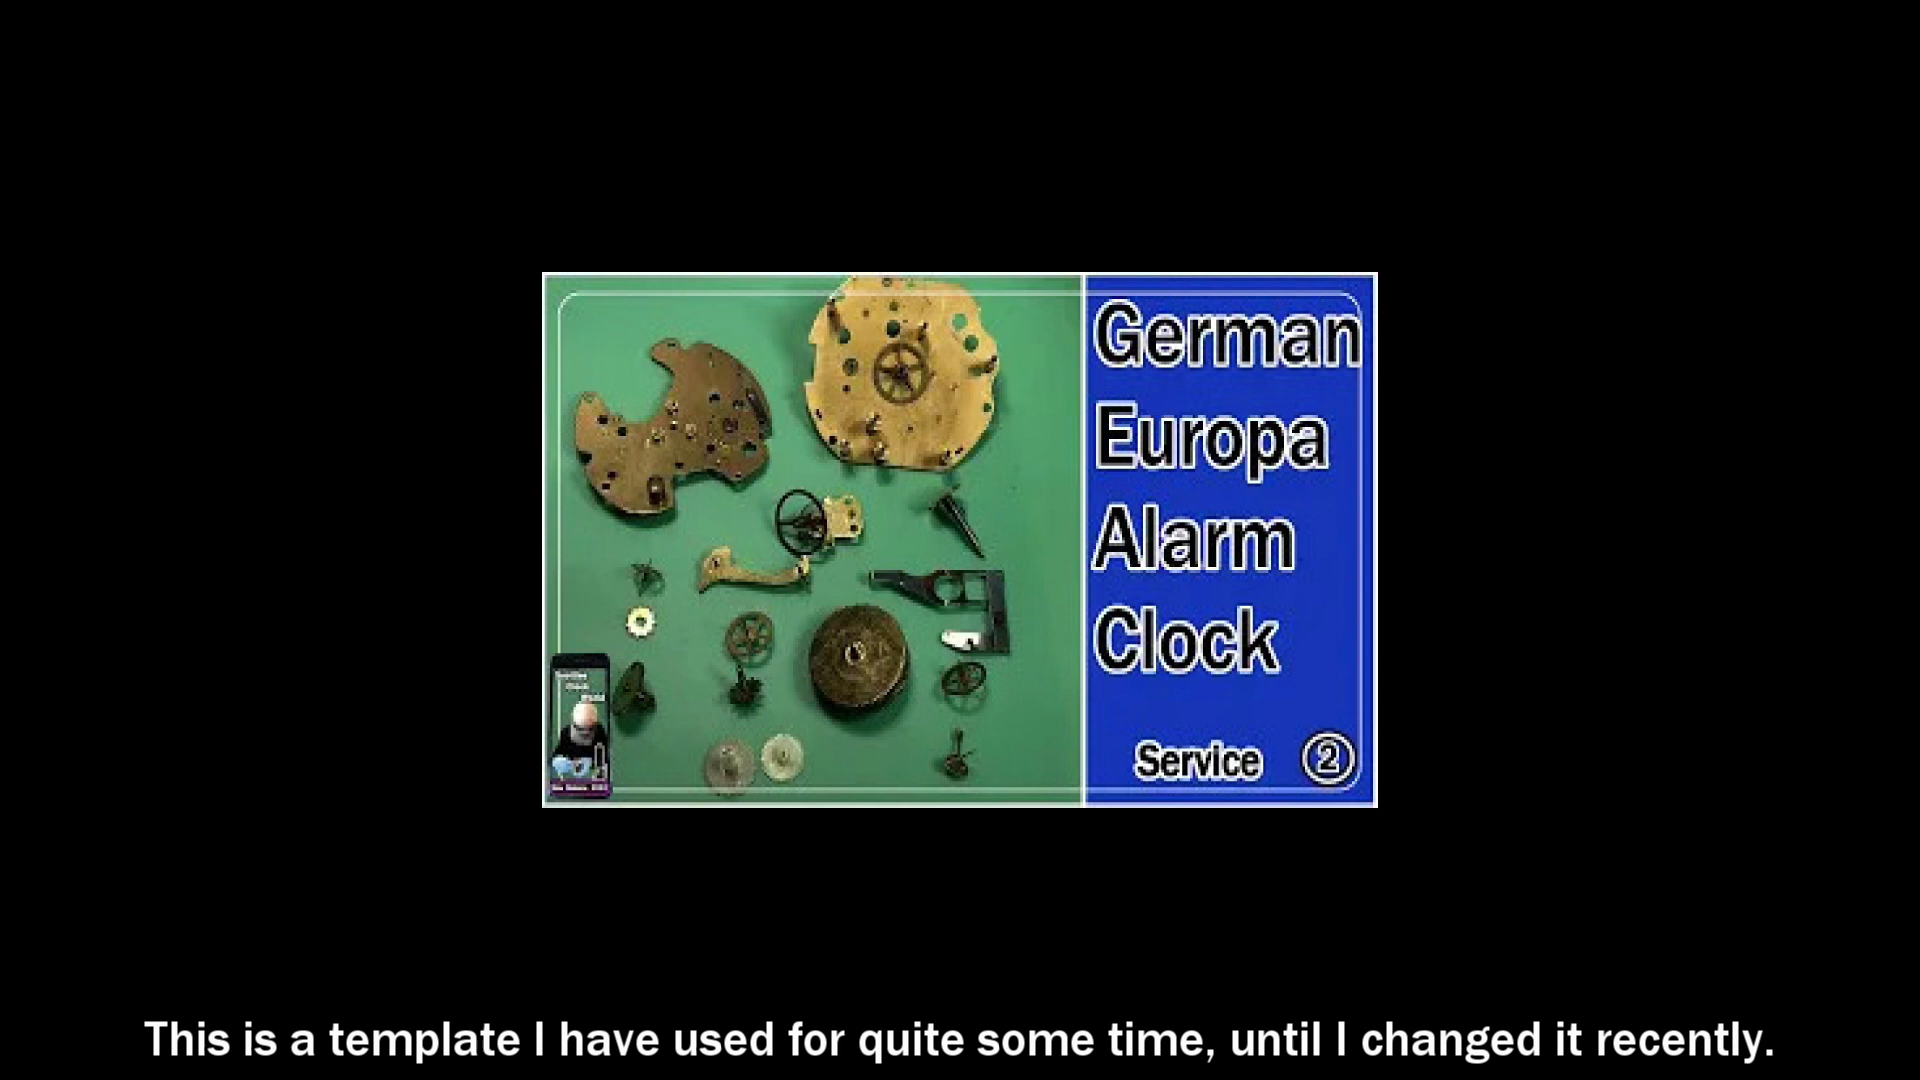 German
Europa
Alarm
Clock
Service ②
This is a template I have used for quite some time, until I changed it recently.